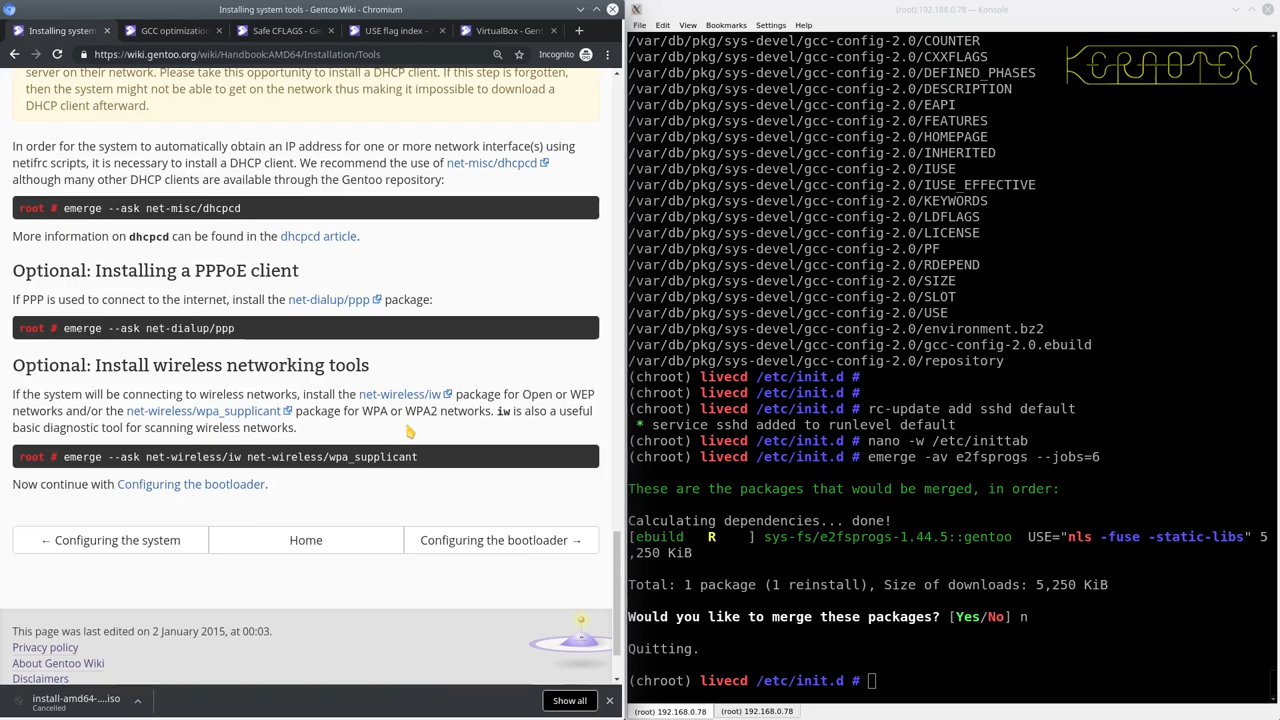 Installing system tools - Gentoo Wiki - Chromium
Installing system
GCC optimization
Safe CFLAGS - Ge
USE flag index –
VirtualBox - Gent
https://wiki.gentoo.org/wiki/Handbook:AMD64/Installation/Tools
Incognito
server on their network. Please take this opportunity to install a DHCP client. If this step is forgotten,
then the system might not be able to get on the network thus making it impossible to download a
DHCP client afterward.
In order for the system to automatically obtain an IP address for one or more network interface(s) using
netifrc scripts, it is necessary to install a DHCP client. We recommend the use of net-misc/dhcpcd
although many other DHCP clients are available through the Gentoo repository:
root # emerge --ask net-misc/dhcpcd
More information on dhcpcd can be found in the dhcpcd article.
Optional: Installing a PPPoE client
If PPP is used to connect to the internet, install the net-dialup/ppp package:
root # emerge --ask net-dialup/ppp
Optional: Install wireless networking tools
If the system will be connecting to wireless networks, install the net-wireless/iw package for Open or WEP
networks and/or the net-wireless/wpa_supplicant package for WPA or WPA2 networks. iw is also a useful
basic diagnostic tool for scanning wireless networks.
root # emerge --ask net-wireless/iw net-wireless/wpa_supplicant
Now continue with Configuring the bootloader.
← Configuring the system
Home
Configuring the bootloader →
This page was last edited on 2 January 2015, at 00:03.
Privacy policy
About Gentoo Wiki
Disclaimers
install-amd64-....iso
Cancelled
Show all
(root) 192.168.0.78 — Konsole
File Edit View Bookmarks Settings Help
/var/db/pkg/sys-devel/gcc-config-2.0/COUNTER
/var/db/pkg/sys-devel/gcc-config-2.0/CXXFLAGS
/var/db/pkg/sys-devel/gcc-config-2.0/DEFINED_PHASES
/var/db/pkg/sys-devel/gcc-config-2.0/DESCRIPTION
/var/db/pkg/sys-devel/gcc-config-2.0/EAPI
/var/db/pkg/sys-devel/gcc-config-2.0/FEATURES
/var/db/pkg/sys-devel/gcc-config-2.0/HOMEPAGE
/var/db/pkg/sys-devel/gcc-config-2.0/INHERITED
/var/db/pkg/sys-devel/gcc-config-2.0/IUSE
/var/db/pkg/sys-devel/gcc-config-2.0/IUSE_EFFECTIVE
/var/db/pkg/sys-devel/gcc-config-2.0/KEYWORDS
/var/db/pkg/sys-devel/gcc-config-2.0/LDFLAGS
/var/db/pkg/sys-devel/gcc-config-2.0/LICENSE
/var/db/pkg/sys-devel/gcc-config-2.0/PF
/var/db/pkg/sys-devel/gcc-config-2.0/RDEPEND
/var/db/pkg/sys-devel/gcc-config-2.0/SIZE
/var/db/pkg/sys-devel/gcc-config-2.0/SLOT
/var/db/pkg/sys-devel/gcc-config-2.0/USE
/var/db/pkg/sys-devel/gcc-config-2.0/environment.bz2
/var/db/pkg/sys-devel/gcc-config-2.0/gcc-config-2.0.ebuild
/var/db/pkg/sys-devel/gcc-config-2.0/repository
(chroot) livecd /etc/init.d #
(chroot) livecd /etc/init.d #
(chroot) livecd /etc/init.d # rc-update add sshd default
* service sshd added to runlevel default
(chroot) livecd /etc/init.d # nano -w /etc/inittab
(chroot) livecd /etc/init.d # emerge -av e2fsprogs --jobs=6
These are the packages that would be merged, in order:
Calculating dependencies... done!
[ebuild R ] sys-fs/e2fsprogs-1.44.5::gentoo USE="nls -fuse -static-libs" 5
,250 KiB
Total: 1 package (1 reinstall), Size of downloads: 5,250 KiB
Would you like to merge these packages? [Yes/No] n
Quitting.
(chroot) livecd /etc/init.d #
(root) 192.168.0.78
(root) 192.168.0.78